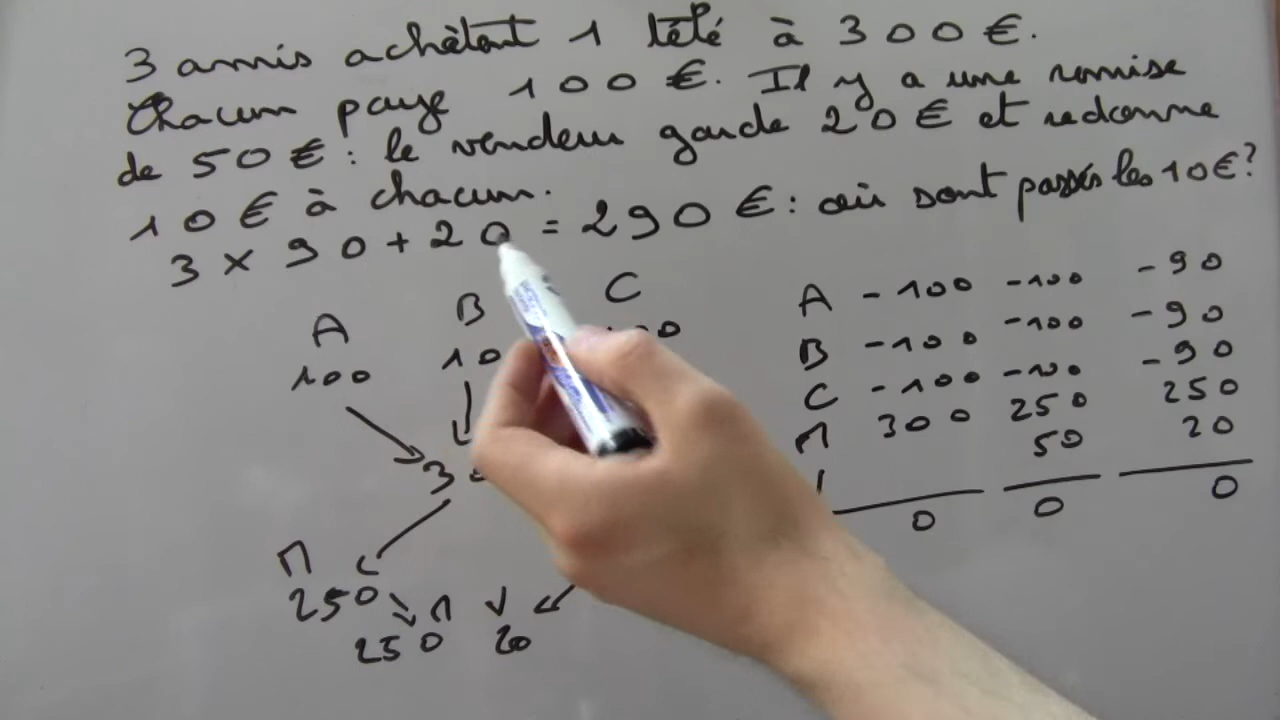 3 amis achètent 1 télé à 300 €.
Chacun paye 100 €. Il y a une remise
de 50 € : le vendeur garde 20 € et redonne
10 € à chacun.
3 x 90 + 20 = 290 € : où sont passés les 10 € ?
A B C
100 10
3
M
250
250 M V
20
A -100 -100 -90
B -100 -100 -90
C -100 -100 -90
M 300 250 250
50 20
0 0 0